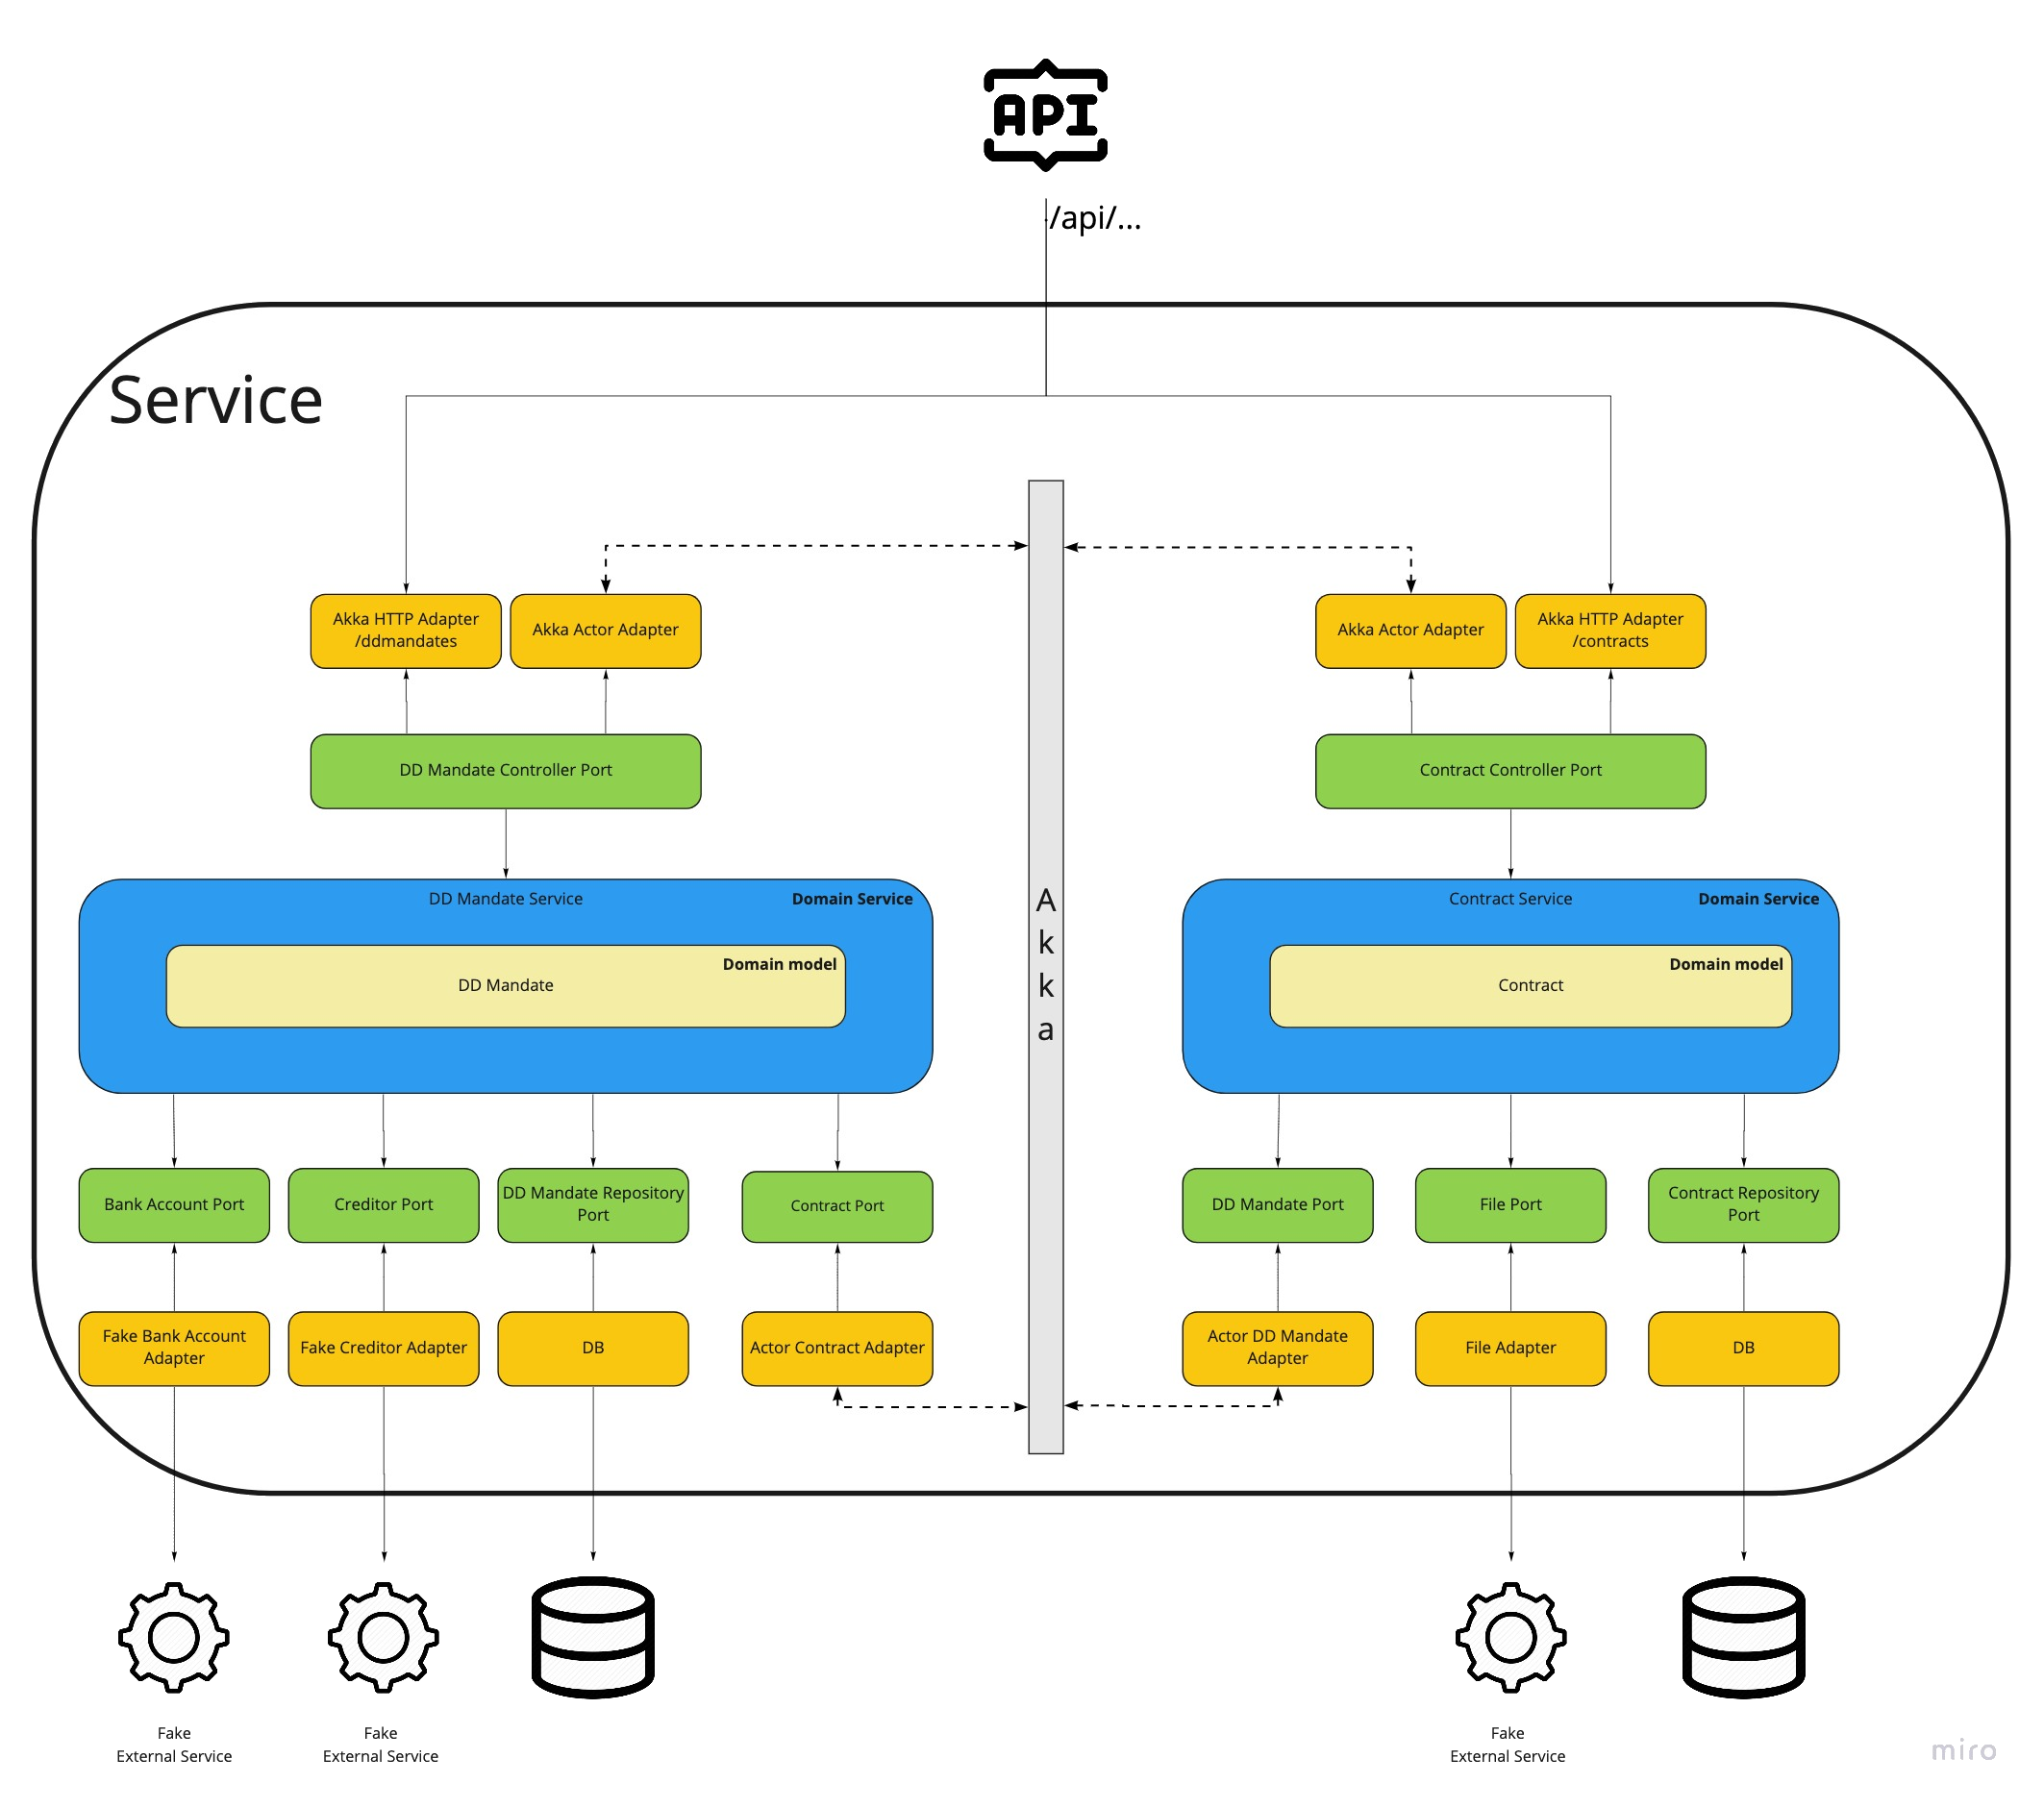 API
/api/...
Service
Akka HTTP Adapter
/ddmandates
Akka Actor Adapter
Akka Actor Adapter
Akka HTTP Adapter
/contracts
DD Mandate Controller Port
Contract Controller Port
DD Mandate Service
Domain Service
Domain model
DD Mandate
A
k
k
a
Contract Service
Domain Service
Domain model
Contract
Bank Account Port
Creditor Port
DD Mandate Repository
Port
Contract Port
DD Mandate Port
File Port
Contract Repository
Port
Fake Bank Account
Adapter
Fake Creditor Adapter
DB
Actor Contract Adapter
Actor DD Mandate
Adapter
File Adapter
DB
Fake
External Service
Fake
External Service
Fake
External Service
miro